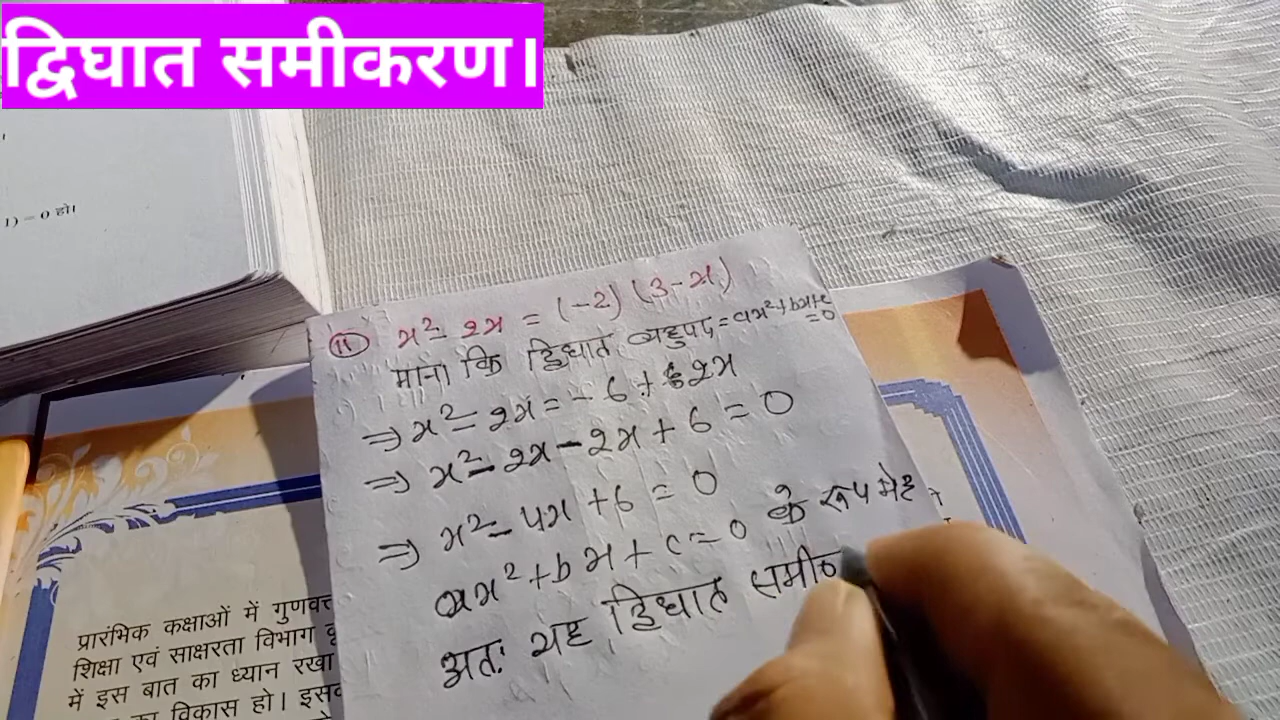 द्विघात समीकरण।
1) = 0 हो।
(11) x² - 2x = (-2) (3-x)
माना कि द्विघात बहुपद = ax²+bx+c
=0
⇒ x² - 2x = - 6 + 2x
⇒ x² - 2x - 2x + 6 = 0
⇒ x² - 4x + 6 = 0
ax² + bx + c = 0 के रूप मेह
अतः यह द्विघात समीक
प्रारंभिक कक्षाओं में गुणवत्त
शिक्षा एवं साक्षरता विभाग
में इस बात का ध्यान रखा
का विकास हो। इसक